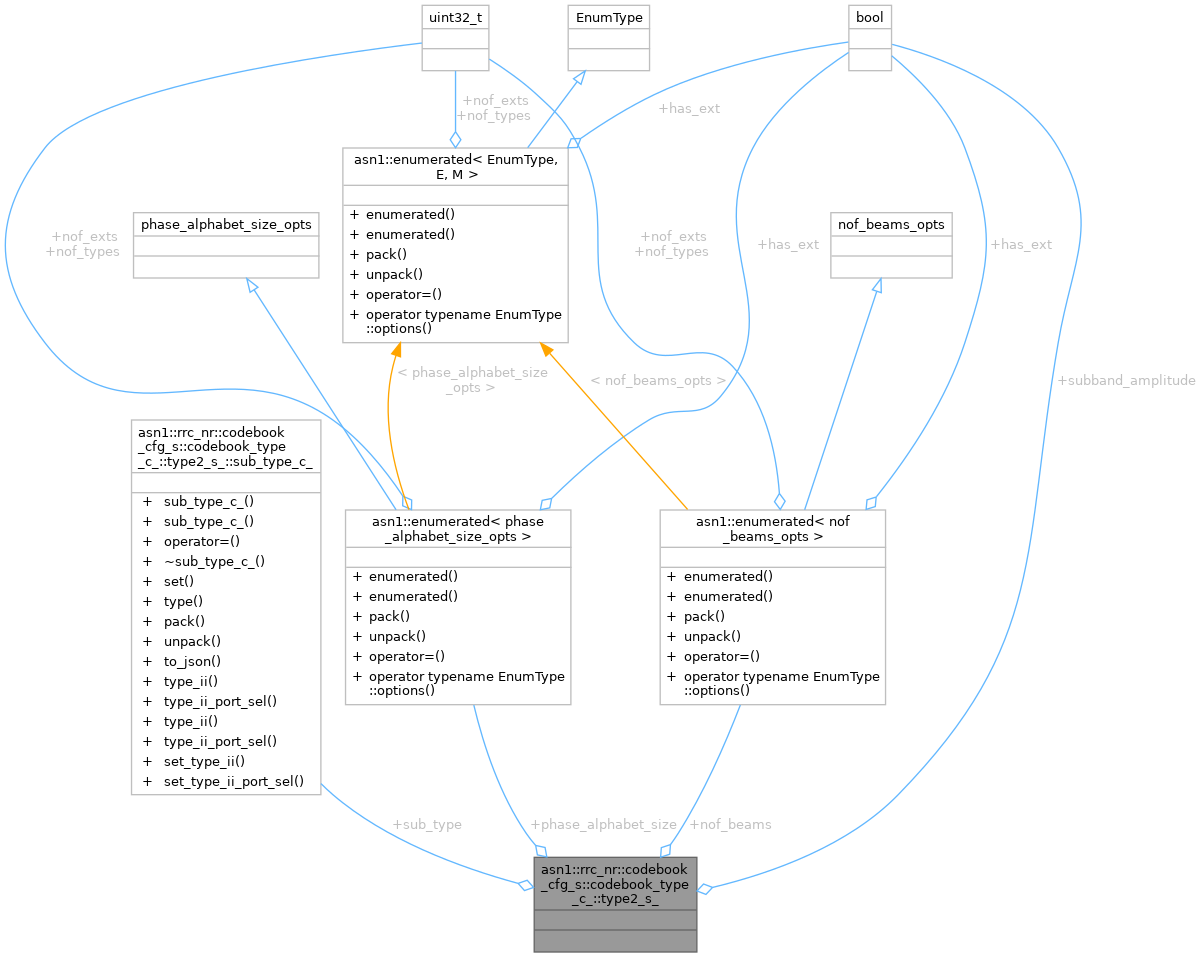 uint32_t
EnumType
bool
+nof_exts
+nof_types
+has_ext
asn1::enumerated< EnumType,
E, M >
+ enumerated()
+ enumerated()
+ pack()
+ unpack()
+ operator=()
+ operator typename EnumType
::options()
phase_alphabet_size_opts
nof_beams_opts
+nof_exts
+nof_types
+nof_exts
+nof_types
+has_ext
+has_ext
< phase_alphabet_size
_opts >
< nof_beams_opts >
+subband_amplitude
asn1::rrc_nr::codebook
_cfg_s::codebook_type
_c_::type2_s_::sub_type_c_
+ sub_type_c_()
+ sub_type_c_()
+ operator=()
+ ~sub_type_c_()
+ set()
+ type()
+ pack()
+ unpack()
+ to_json()
+ type_ii()
+ type_ii_port_sel()
+ type_ii()
+ type_ii_port_sel()
+ set_type_ii()
+ set_type_ii_port_sel()
asn1::enumerated< phase
_alphabet_size_opts >
+ enumerated()
+ enumerated()
+ pack()
+ unpack()
+ operator=()
+ operator typename EnumType
::options()
asn1::enumerated< nof
_beams_opts >
+ enumerated()
+ enumerated()
+ pack()
+ unpack()
+ operator=()
+ operator typename EnumType
::options()
+sub_type
+phase_alphabet_size
+nof_beams
asn1::rrc_nr::codebook
_cfg_s::codebook_type
_c_::type2_s_